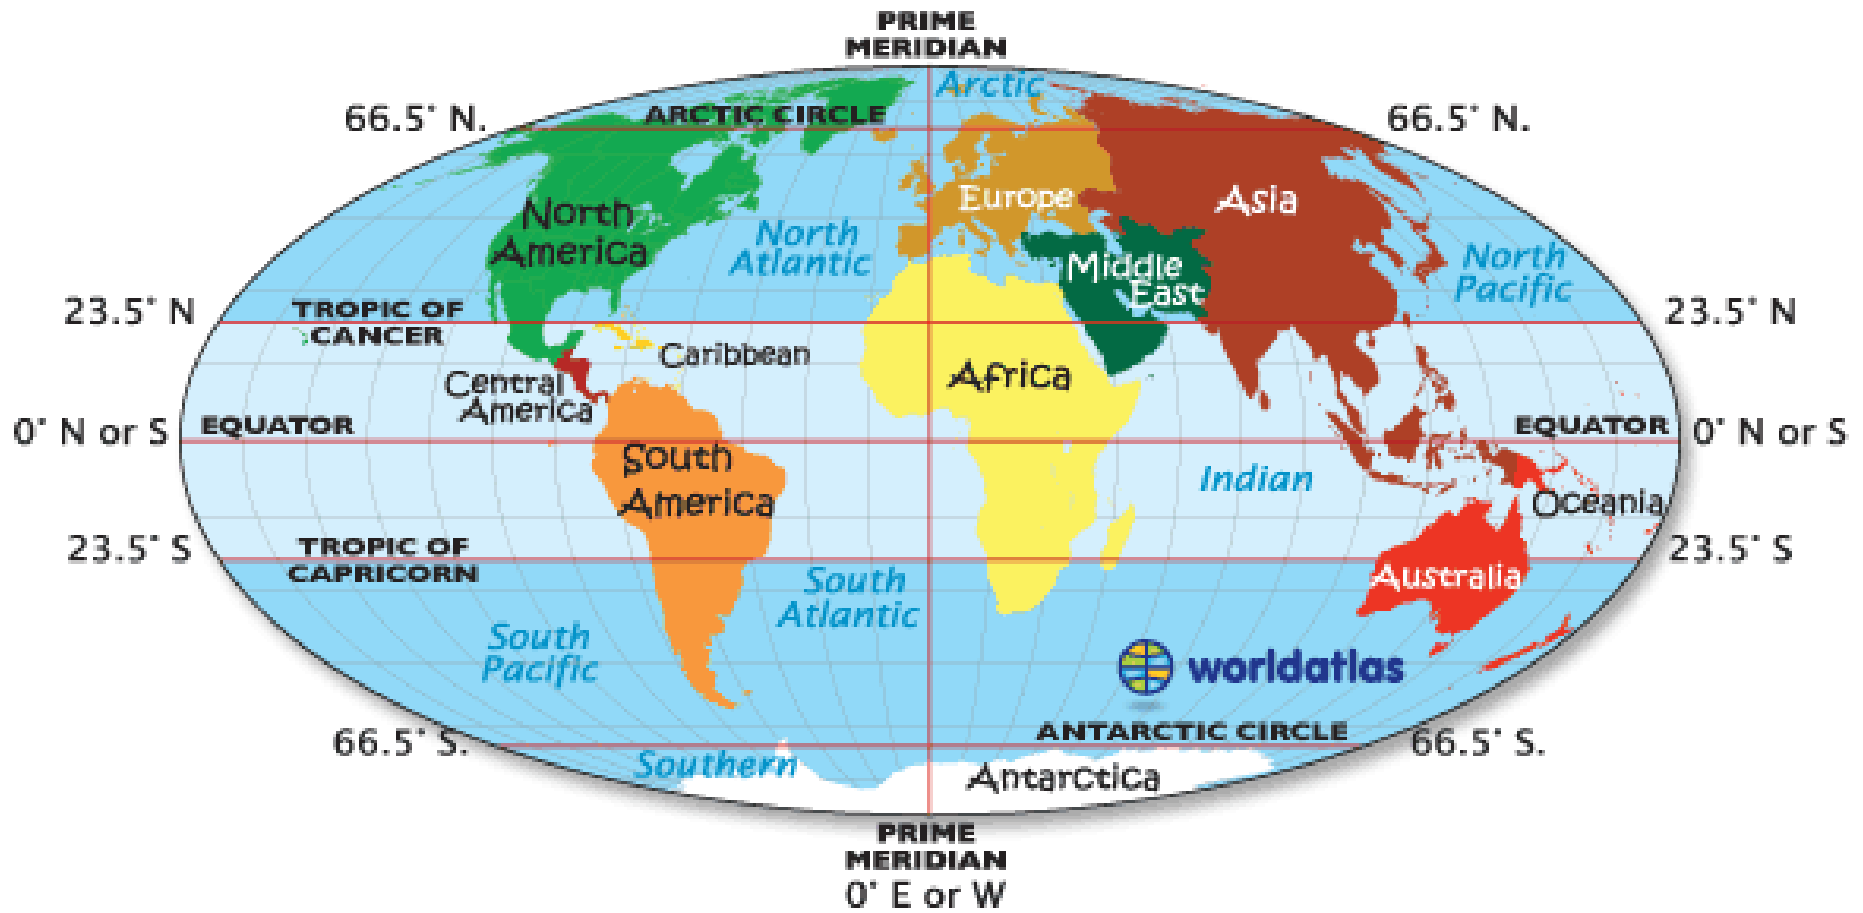 PRIME
MERIDIAN
Arctic
66.5° N.
ARCTIC CIRCLE
66.5° N.
Europe
Asia
North
America
North
Atlantic
North
Pacific
Middle
East
23.5° N
TROPIC OF
CANCER
23.5° N
Caribbean
Africa
Central
America
0° N or S
EQUATOR
EQUATOR
0° N or S
South
America
Indian
Oceania
23.5° S
TROPIC OF
CAPRICORN
23.5° S
South
Atlantic
Australia
South
Pacific
worldatlas
66.5° S.
ANTARCTIC CIRCLE
66.5° S.
Southern
Antarctica
PRIME
MERIDIAN
0° E or W